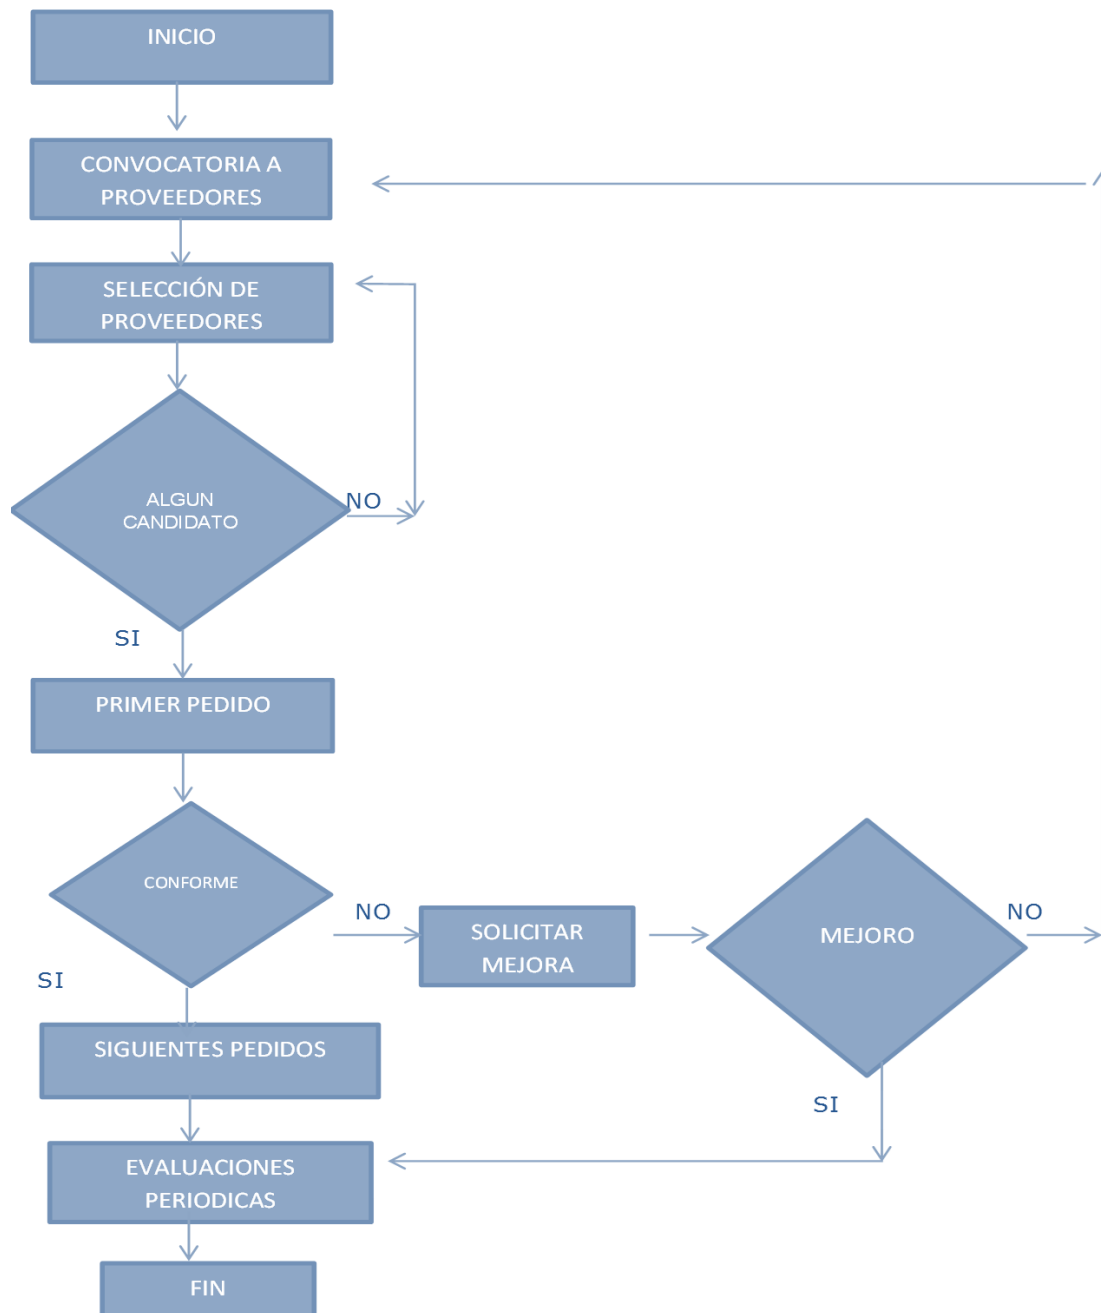 INICIO
CONVOCATORIA A
PROVEEDORES
SELECCIÓN DE
PROVEEDORES
ALGUN
CANDIDATO
NO
SI
PRIMER PEDIDO
CONFORME
NO
SOLICITAR
MEJORA
MEJORO
NO
SI
SIGUIENTES PEDIDOS
SI
EVALUACIONES
PERIODICAS
FIN